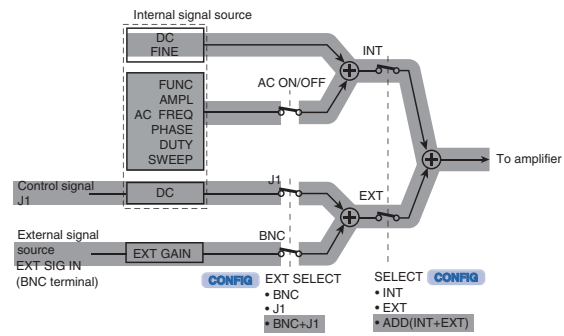 Internal signal source
DC
FINE
INT
FUNC
AMPL
AC FREQ
PHASE
DUTY
SWEEP
AC ON/OFF
To amplifier
Control signal
J1
DC
J1
EXT
External signal
source
EXT SIG IN
(BNC terminal)
EXT GAIN
BNC
CONFIG EXT SELECT
• BNC
• J1
• BNC+J1
SELECT CONFIG
• INT
• EXT
• ADD(INT+EXT)